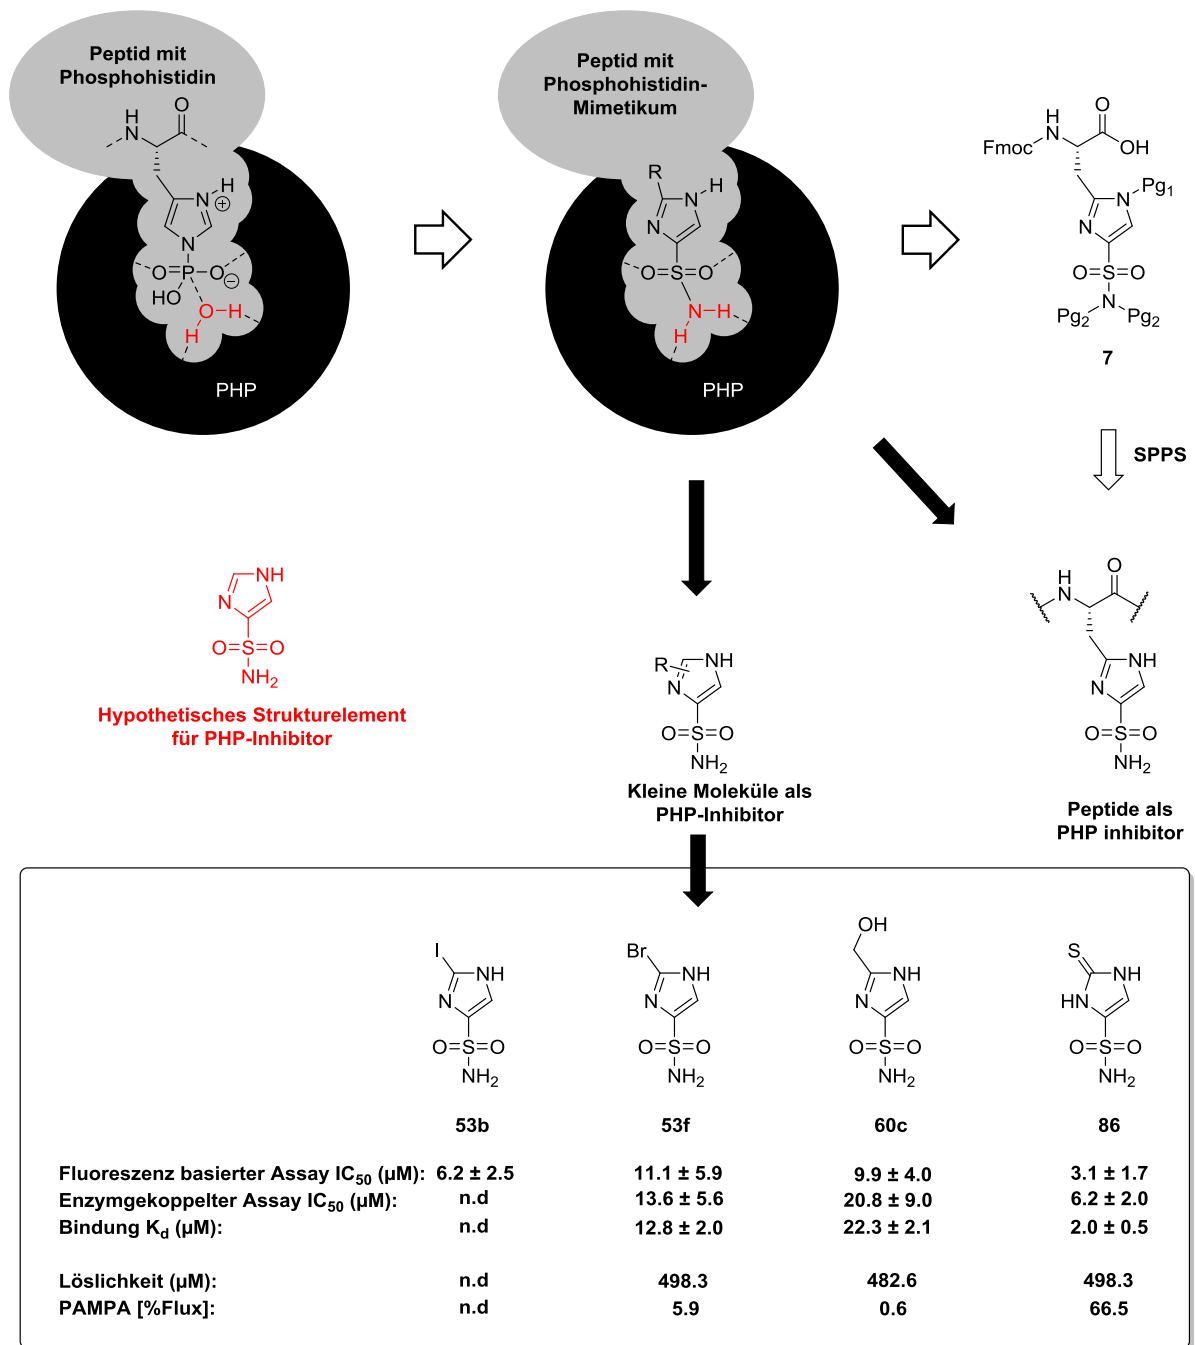 Peptid mit
Phosphohistidin
H
N
O
N
H
⊕
N
O=P–O
⊖
HO
O–H
H
PHP
Peptid mit
Phosphohistidin-
Mimetikum
R
N
H
N
O=S=O
N–H
H
PHP
H
N
Fmoc
O
OH
N
Pg1
N
O=S=O
N
Pg2
Pg2
7
SPPS
NH
N
O=S=O
NH2
Hypothetisches Strukturelement
für PHP-Inhibitor
R
NH
N
O=S=O
NH2
Kleine Moleküle als
PHP-Inhibitor
H
N
O
NH
N
O=S=O
NH2
Peptide als
PHP inhibitor
I
NH
N
O=S=O
NH2
53b
Br
NH
N
O=S=O
NH2
53f
OH
NH
N
O=S=O
NH2
60c
S
NH
HN
O=S=O
NH2
86
Fluoreszenz basierter Assay IC50 (µM): 6.2 ± 2.5 11.1 ± 5.9 9.9 ± 4.0 3.1 ± 1.7
Enzymgekoppelter Assay IC50 (µM): n.d 13.6 ± 5.6 20.8 ± 9.0 6.2 ± 2.0
Bindung Kd (µM): n.d 12.8 ± 2.0 22.3 ± 2.1 2.0 ± 0.5
Löslichkeit (µM): n.d 498.3 482.6 498.3
PAMPA [%Flux]: n.d 5.9 0.6 66.5